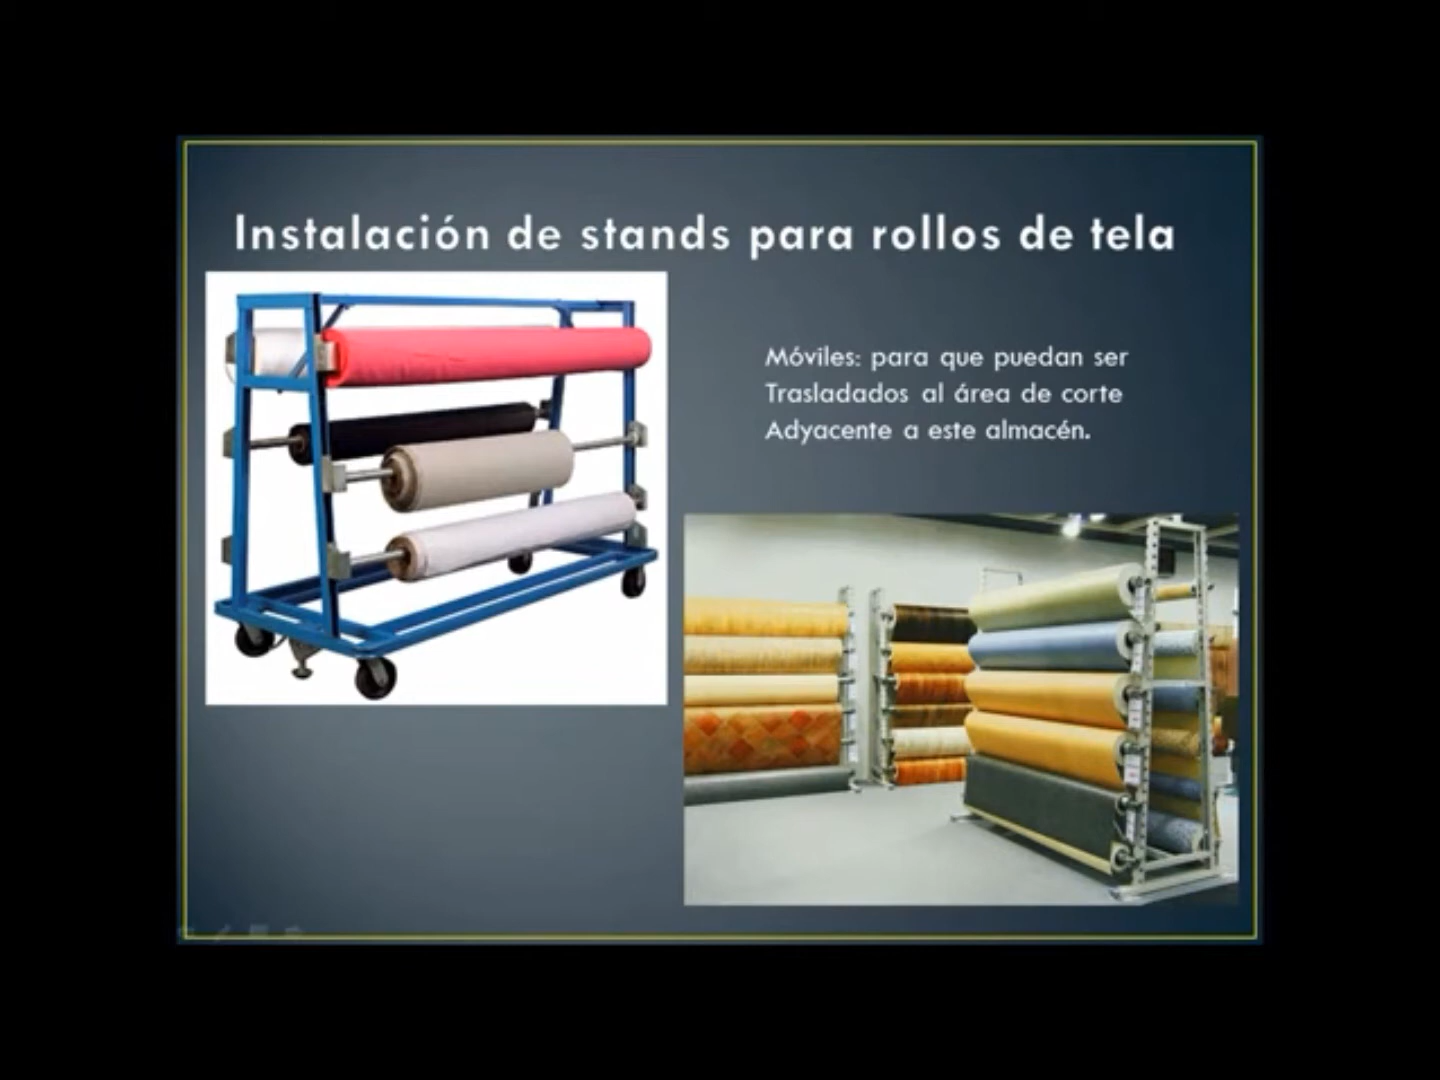 Instalación de stands para rollos de tela
Móviles: para que puedan ser
Trasladados al área de corte
Adyacente a este almacén.